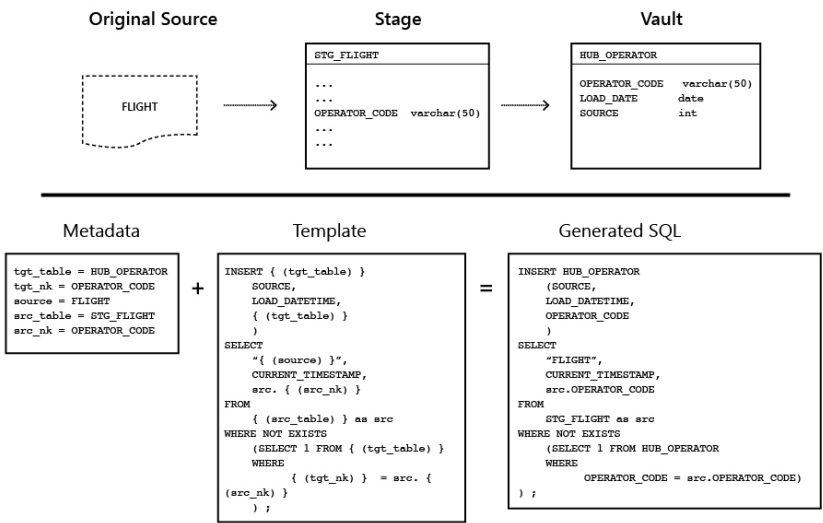 Original Source
Stage
Vault
FLIGHT
STG_FLIGHT
...
...
OPERATOR_CODE varchar(50)
...
...
HUB_OPERATOR
OPERATOR_CODE varchar(50)
LOAD_DATE date
SOURCE int
Metadata
Template
Generated SQL
tgt_table = HUB_OPERATOR
tgt_nk = OPERATOR_CODE
source = FLIGHT
src_table = STG_FLIGHT
src_nk = OPERATOR_CODE
+
INSERT { (tgt_table) }
SOURCE,
LOAD_DATETIME,
{ (tgt_table) }
)
SELECT
"{ (source) }",
CURRENT_TIMESTAMP,
src. { (src_nk) }
FROM
{ (src_table) } as src
WHERE NOT EXISTS
(SELECT 1 FROM { (tgt_table) }
WHERE
{ (tgt_nk) } = src. {
(src_nk) }
) ;
=
INSERT HUB_OPERATOR
(SOURCE,
LOAD_DATETIME,
OPERATOR_CODE
)
SELECT
"FLIGHT",
CURRENT_TIMESTAMP,
src.OPERATOR_CODE
FROM
STG_FLIGHT as src
WHERE NOT EXISTS
(SELECT 1 FROM HUB_OPERATOR
WHERE
OPERATOR_CODE = src.OPERATOR_CODE)
) ;